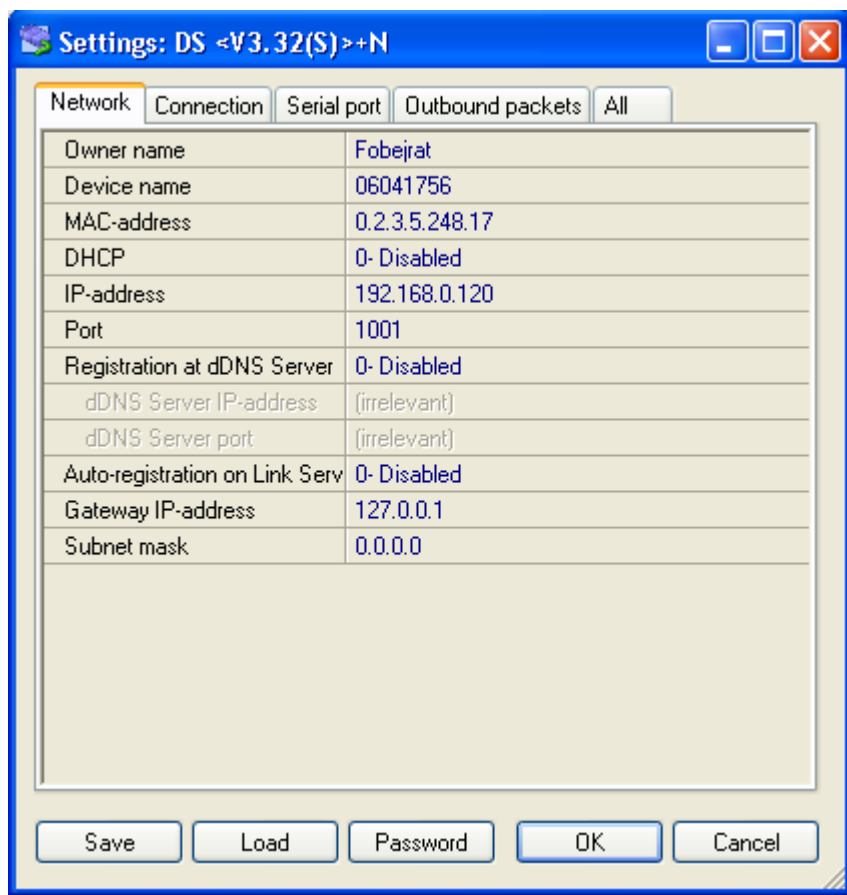 Settings: DS <V3.32(S)>+N
Network Connection Serial port Outbound packets All
Owner name Fobejrat
Device name 06041756
MAC-address 0.2.3.5.248.17
DHCP 0- Disabled
IP-address 192.168.0.120
Port 1001
Registration at dDNS Server 0- Disabled
dDNS Server IP-address (irrelevant)
dDNS Server port (irrelevant)
Auto-registration on Link Serv 0- Disabled
Gateway IP-address 127.0.0.1
Subnet mask 0.0.0.0
Save Load Password OK Cancel